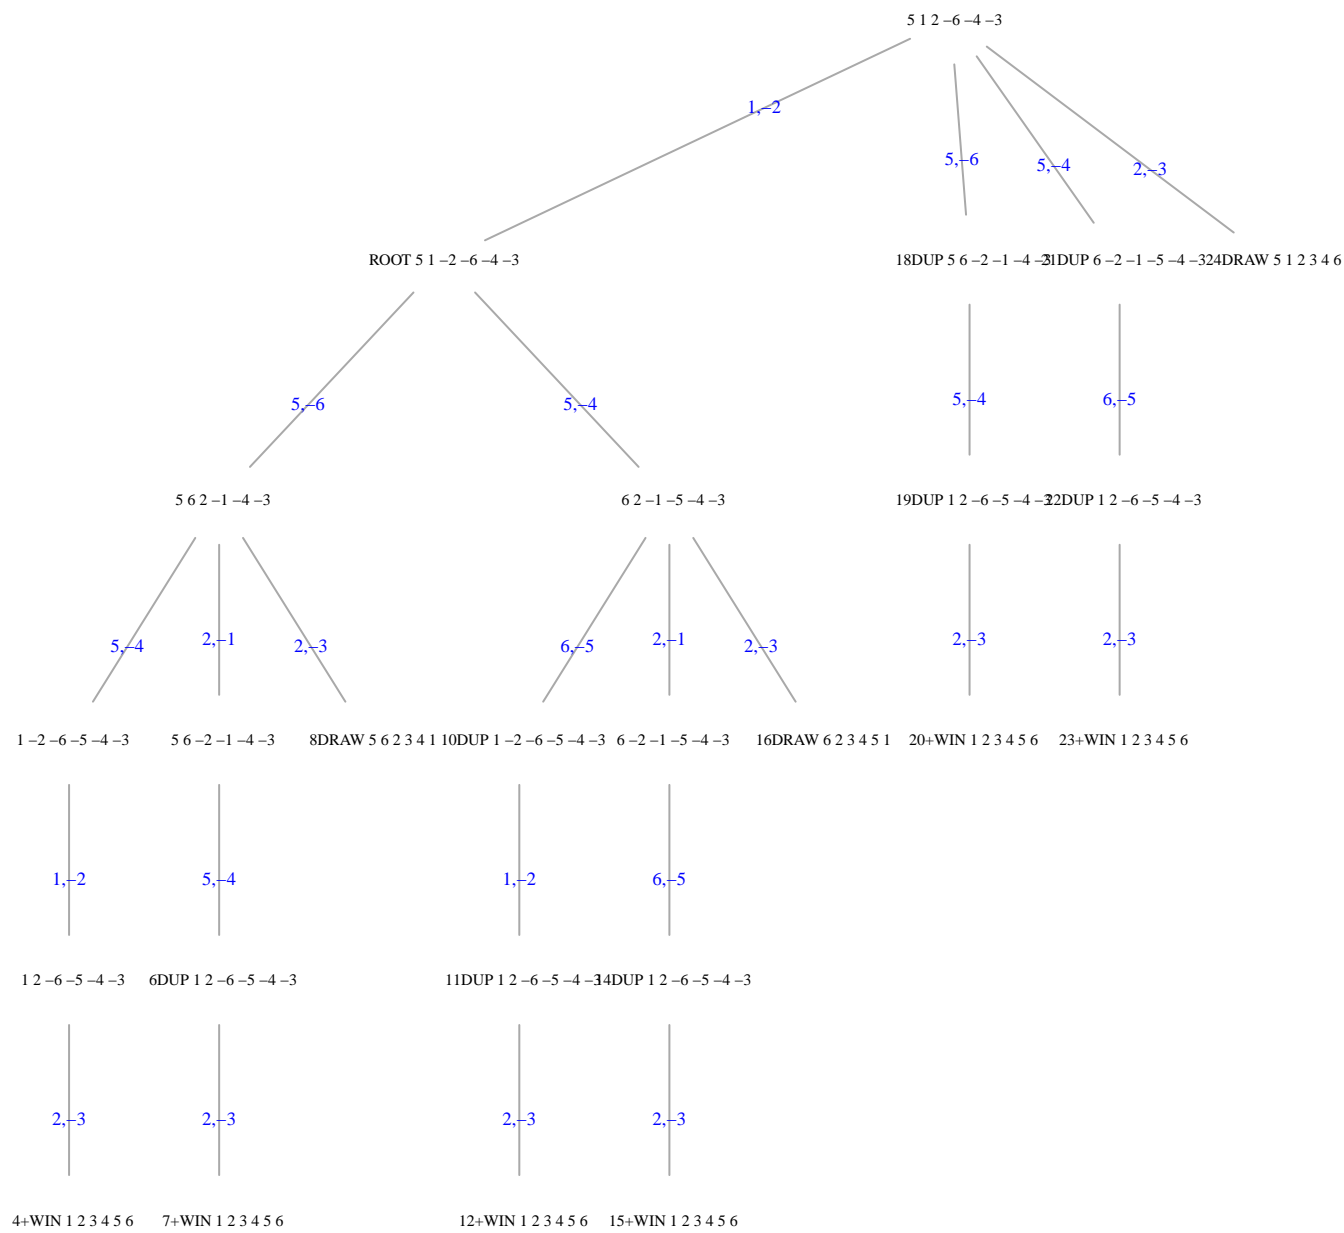 5 1 2 –6 –4 –3
1,–2
5,–6
5,–4
2,–3
ROOT 5 1 –2 –6 –4 –3
18DUP 5 6 –2 –1 –4 –3
21DUP 6 –2 –1 –5 –4 –3
24DRAW 5 1 2 3 4 6
5,–6
5,–4
5,–4
6,–5
5 6 2 –1 –4 –3
6 2 –1 –5 –4 –3
19DUP 1 2 –6 –5 –4 –3
22DUP 1 2 –6 –5 –4 –3
5,–4
2,–1
2,–3
6,–5
2,–1
2,–3
2,–3
2,–3
1 –2 –6 –5 –4 –3
5 6 –2 –1 –4 –3
8DRAW 5 6 2 3 4 1
10DUP 1 –2 –6 –5 –4 –3
6 –2 –1 –5 –4 –3
16DRAW 6 2 3 4 5 1
20+WIN 1 2 3 4 5 6
23+WIN 1 2 3 4 5 6
1,–2
5,–4
1,–2
6,–5
1 2 –6 –5 –4 –3
6DUP 1 2 –6 –5 –4 –3
11DUP 1 2 –6 –5 –4 –3
14DUP 1 2 –6 –5 –4 –3
2,–3
2,–3
2,–3
2,–3
4+WIN 1 2 3 4 5 6
7+WIN 1 2 3 4 5 6
12+WIN 1 2 3 4 5 6
15+WIN 1 2 3 4 5 6